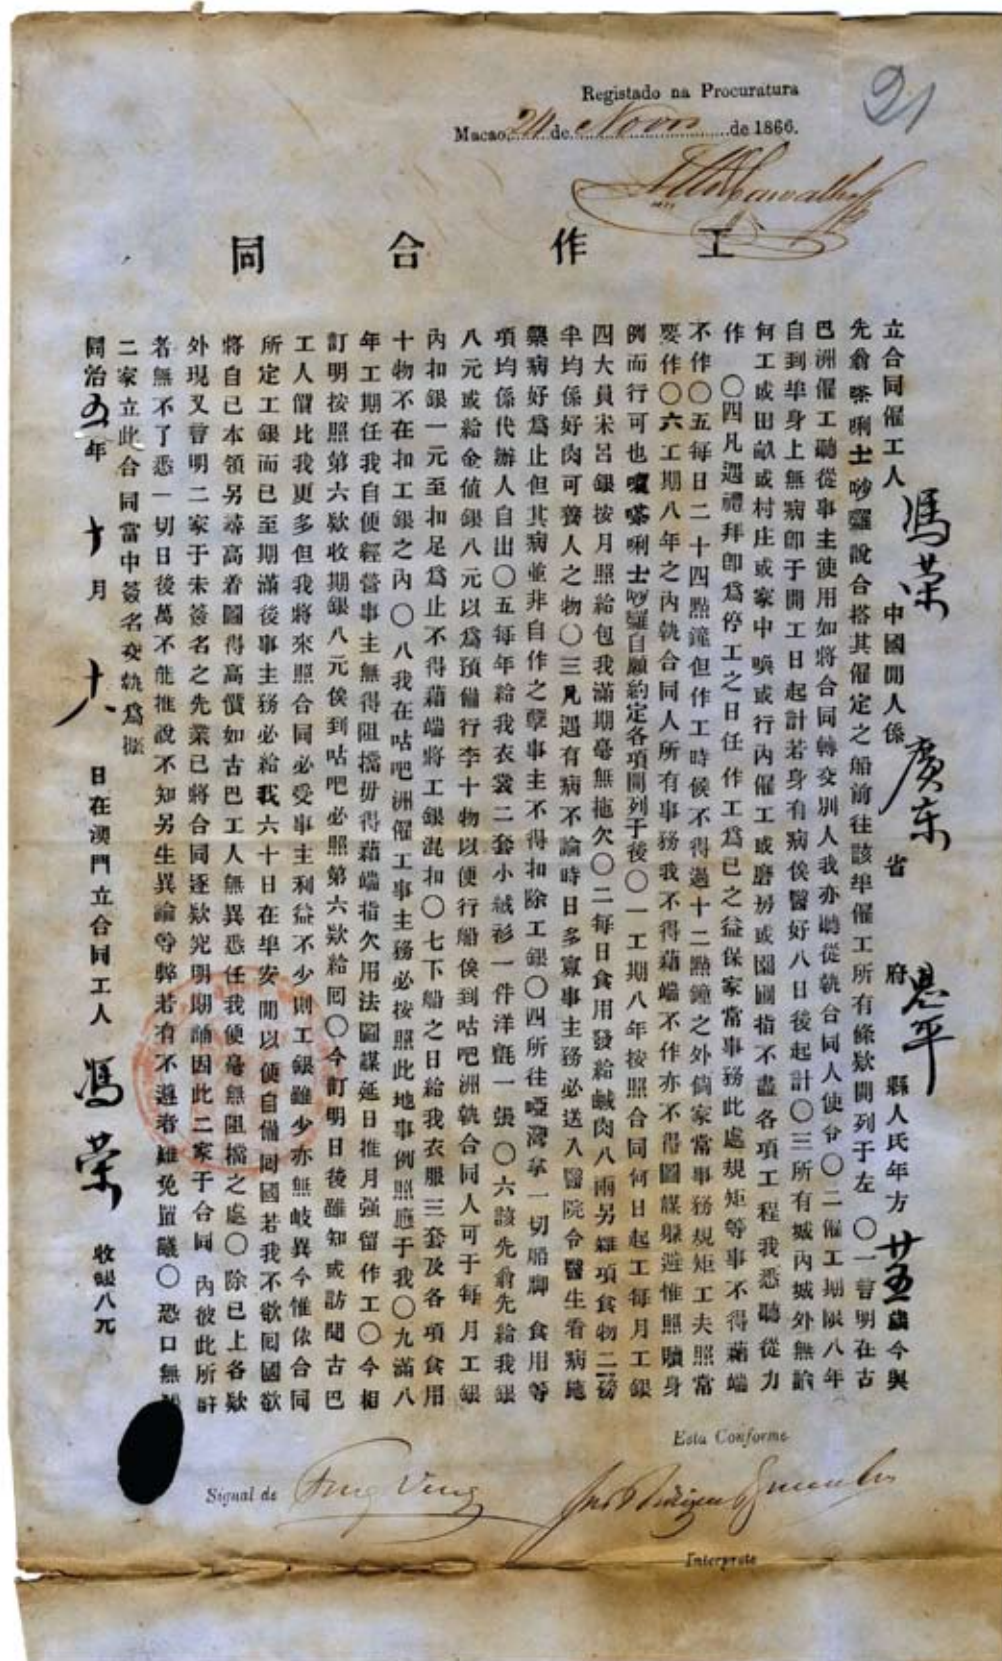 21
Registado na Procuratura
Macao, 24 de Novro de 1866.
工作合同
立合同僱工人 馮荣 中國閒人係 廣东 省 府 恩平 縣人民年方 廿五 歲今與
先翁嗏唎士吵囉說合搭其僱定之船前往該埠僱工所有條欵開列于左 〇一言明在古
巴洲僱工聽從事主使用如將合同轉交別人我亦聽從執合同人使令〇二僱工期限八年
自到埠身上無病即于開工日起計若身有病俟醫好八日後起計〇三所有城內城外無論
何工或田畝或村庄或家中喚或行內僱工或磨坊或園圃指不盡各項工程我悉聽從力
作 〇四凡遇禮拜即為停工之日任作工為已之益保家當事務此處規矩等事不得藉端
不作〇五每日二十四點鐘但作工時候不得過十二點鐘之外倘家當事務規矩工夫照常
要作〇六工期八年之內執合同人所有事務我不得藉端不作亦不得圖謀躲避惟照贖身
例而行可也 嗏唎士吵囉自願約定各項開列于後〇一工期八年按照合同何日起工每月工銀
四大員宋呂銀按月照給包我滿期毫無拖欠〇二每日食用發給鹹肉八兩另雜項食物二磅
半均係好肉可養人之物〇三凡遇有病不論時日多寡事主務必送入醫院令醫生看病施
藥病好為止但其病並非自作之孽事主不得扣除工銀〇四所往啞灣拿一切船脚 食用等
項均係代辦人自出〇五每年給我衣裳二套小絨衫一件洋氈一張〇六該先翁先給我銀
八元或給金値銀八元以為預備行李十物以便行船俟到咕吧洲執合同人可于每月工銀
內扣銀一元至扣足為止不得藉端將工銀混扣〇七下船之日給我衣服三套及各項食用
十物不在扣工銀之內〇八我在咕吧洲僱工事主務必按照此地事例照應于我〇九滿八
年工期任我自便經營事主無得阻攩毋得藉端指欠用法圖謀延日推月强留作工〇今相
訂明按照第六欵收期銀八元俟到咕吧必照第六欵給囘〇今訂明日後雖知或訪聞古巴
工人價比我更多但我將來照合同必受事主利益不少則工銀雖少亦無岐異今惟依合同
所定工銀而已至期滿後事主務必給我六十日在埠安閒以便自備囘國若我不欲囘國欲
將自已本領另尋高着圖得高價如古巴工人無異悉任我便毫無阻攩之處〇除已上各欵
外現又言明二家于未簽名之先業已將合同逐欵究明期誦因此二家于合同 內彼此所許
者無不了悉一切日後萬不能推說不知另生異論等弊若有不遵者難免置議〇恐口無
二家立此合同當中簽名交執為據
同治五年 十月 十八 日在澳門立合同工人 馮荣 收銀八元
Esta Conforme
Signal de Fung Veng
Interprete